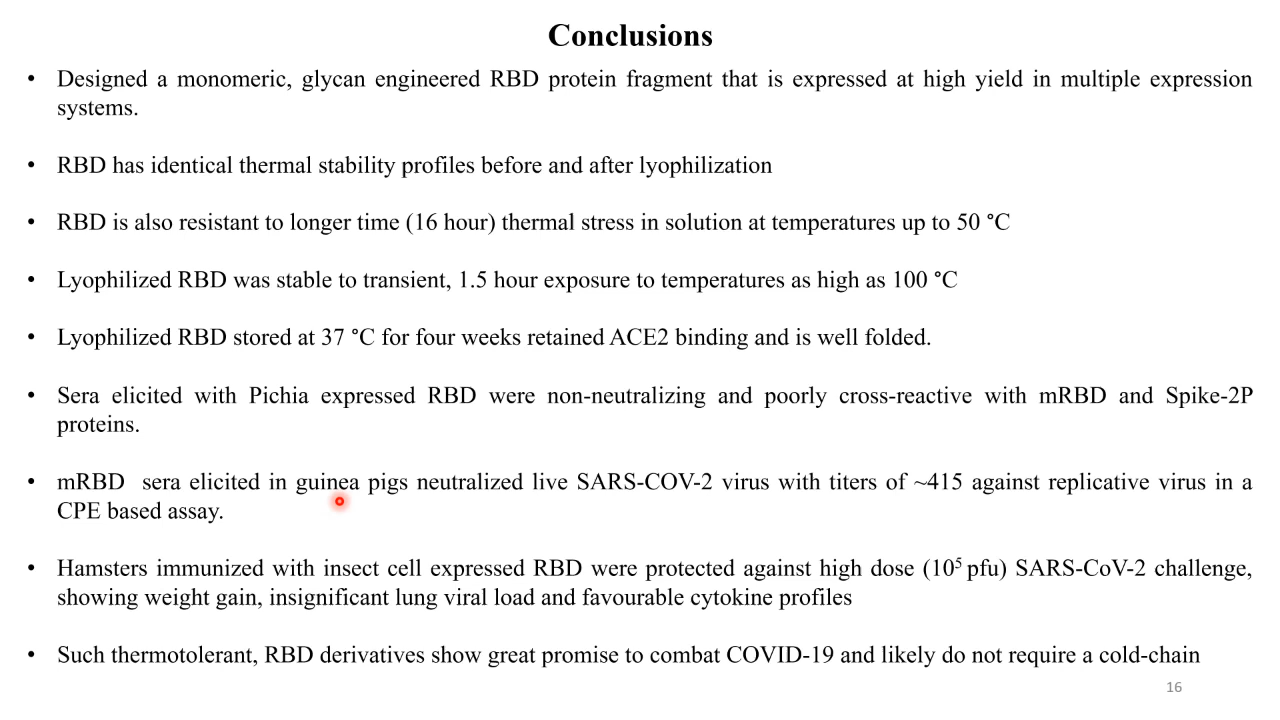 Conclusions
• Designed a monomeric, glycan engineered RBD protein fragment that is expressed at high yield in multiple expression
systems.
• RBD has identical thermal stability profiles before and after lyophilization
• RBD is also resistant to longer time (16 hour) thermal stress in solution at temperatures up to 50 °C
• Lyophilized RBD was stable to transient, 1.5 hour exposure to temperatures as high as 100 °C
• Lyophilized RBD stored at 37 °C for four weeks retained ACE2 binding and is well folded.
• Sera elicited with Pichia expressed RBD were non-neutralizing and poorly cross-reactive with mRBD and Spike-2P
proteins.
• mRBD sera elicited in guinea pigs neutralized live SARS-COV-2 virus with titers of ~415 against replicative virus in a
CPE based assay.
• Hamsters immunized with insect cell expressed RBD were protected against high dose (10⁵ pfu) SARS-CoV-2 challenge,
showing weight gain, insignificant lung viral load and favourable cytokine profiles
• Such thermotolerant, RBD derivatives show great promise to combat COVID-19 and likely do not require a cold-chain
16